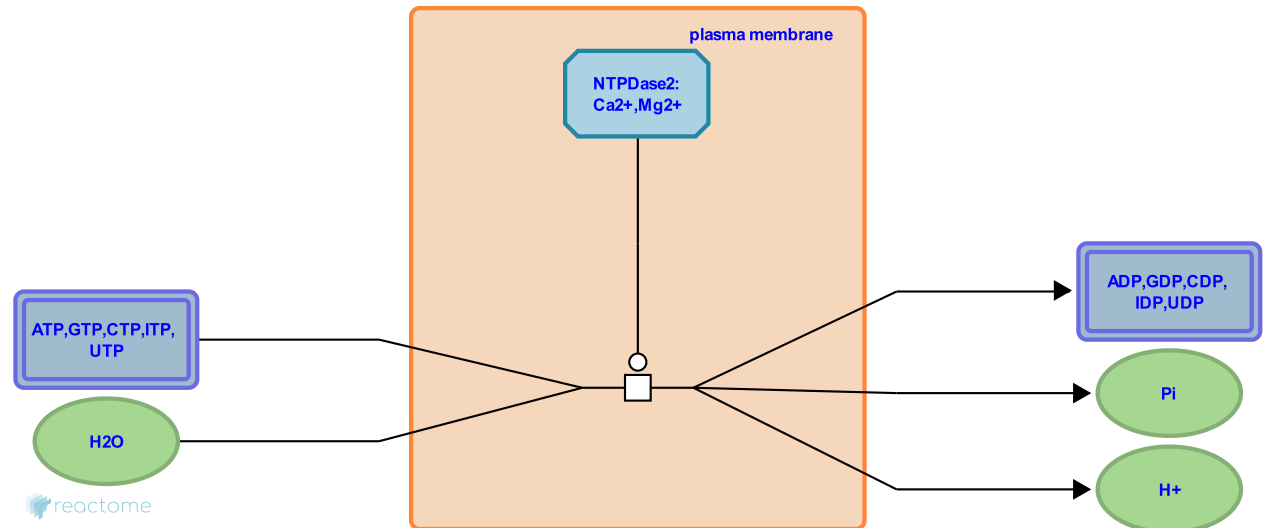 plasma membrane
NTPDase2:
Ca2+,Mg2+
ATP,GTP,CTP,ITP,
UTP
H2O
ADP,GDP,CDP,
IDP,UDP
Pi
H+
reactome